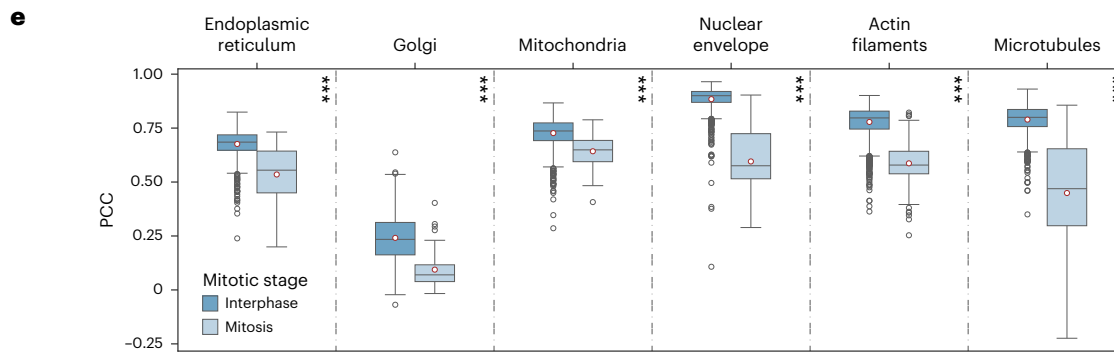 e
Endoplasmic
reticulum
Golgi
Mitochondria
Nuclear
envelope
Actin
filaments
Microtubules
1.00
0.75
0.50
0.25
0
–0.25
PCC
***
***
***
***
***
***
Mitotic stage
Interphase
Mitosis